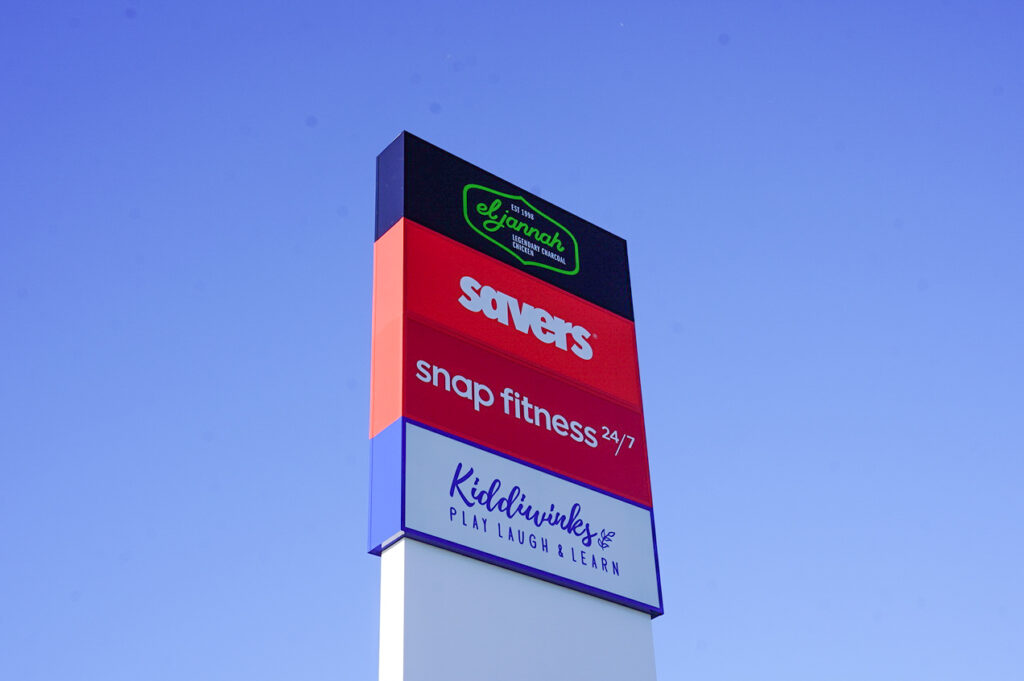 EST 1998
el jannah
LEGENDARY CHARCOAL
CHICKEN
savers
snap fitness 24/7
Kiddiwinks
PLAY LAUGH & LEARN